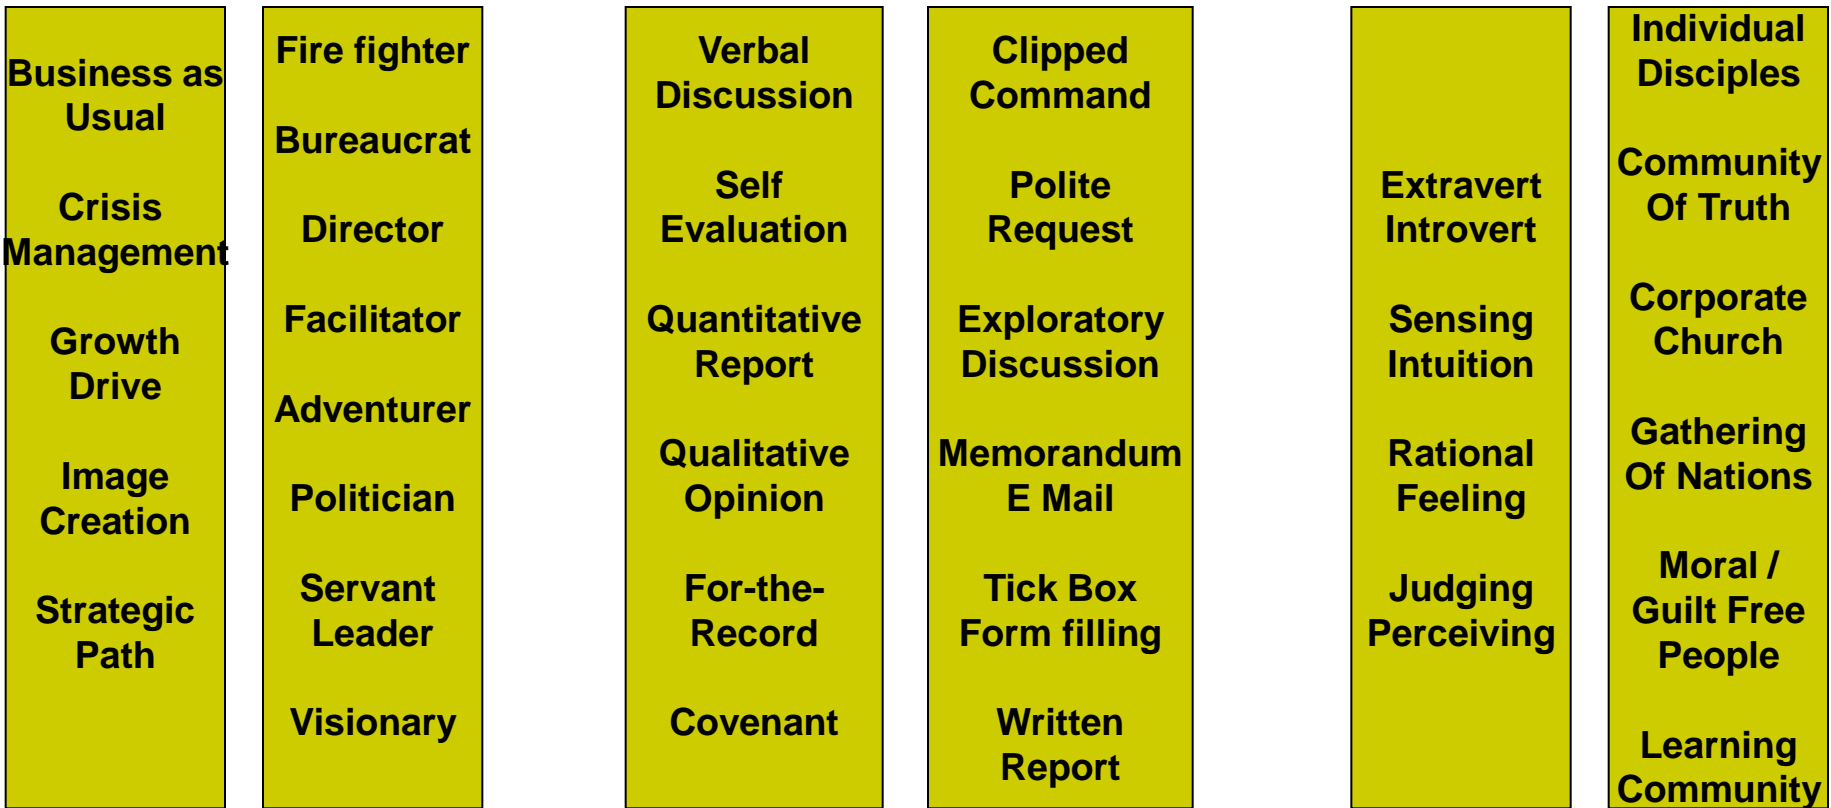 Business as
Usual
Crisis
Management
Growth
Drive
Image
Creation
Strategic
Path
Fire fighter
Bureaucrat
Director
Facilitator
Adventurer
Politician
Servant
Leader
Visionary
Verbal
Discussion
Self
Evaluation
Quantitative
Report
Qualitative
Opinion
For-the-
Record
Covenant
Clipped
Command
Polite
Request
Exploratory
Discussion
Memorandum
E Mail
Tick Box
Form filling
Written
Report
Extravert
Introvert
Sensing
Intuition
Rational
Feeling
Judging
Perceiving
Individual
Disciples
Community
Of Truth
Corporate
Church
Gathering
Of Nations
Moral /
Guilt Free
People
Learning
Community